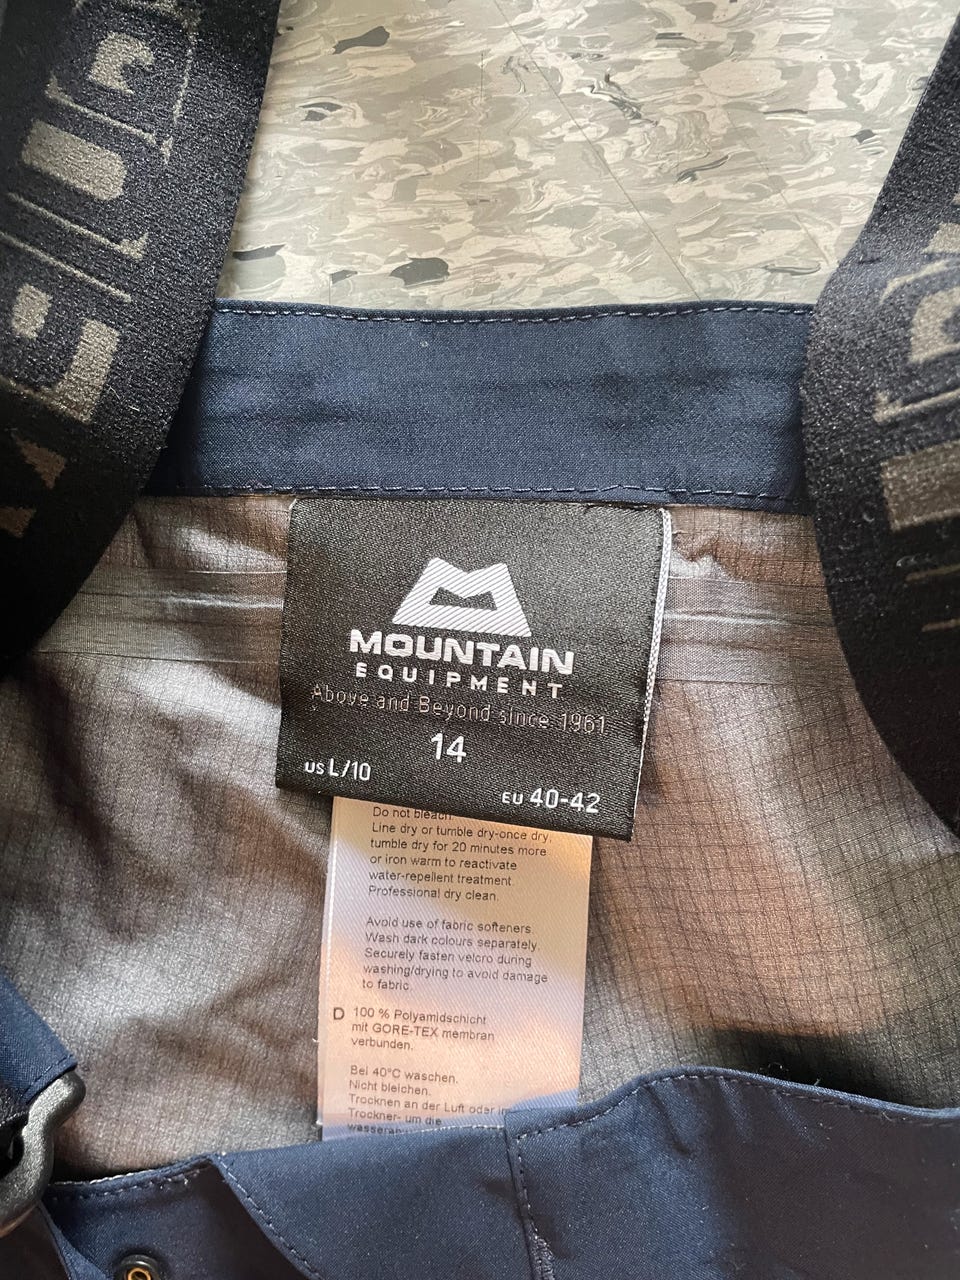 MOUNTAIN
EQUIPMENT
Above and Beyond since 1961
14
US L/10
EU 40-42
Do not bleach
Line dry or tumble dry-once dry,
tumble dry for 20 minutes more
or iron warm to reactivate
water-repellent treatment.
Professional dry clean.
Avoid use of fabric softeners.
Wash dark colours separately.
Securely fasten velcro during
washing/drying to avoid damage
to fabric.
D 100 % Polyamidschicht
mit GORE-TEX membran
verbunden.
Bei 40°C waschen.
Nicht bleichen.
Trocknen an der Luft oder im
Trockner- um die